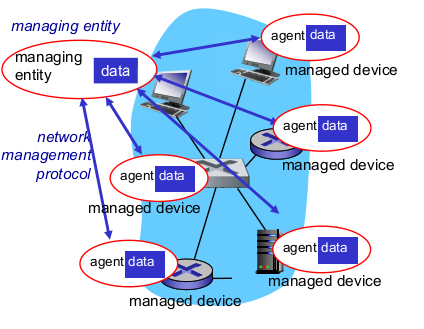 managing entity
agent data
managed device
managing
entity
data
agent data
managed device
network
management
protocol
agent data
managed device
agent data
managed device
agent data
managed device